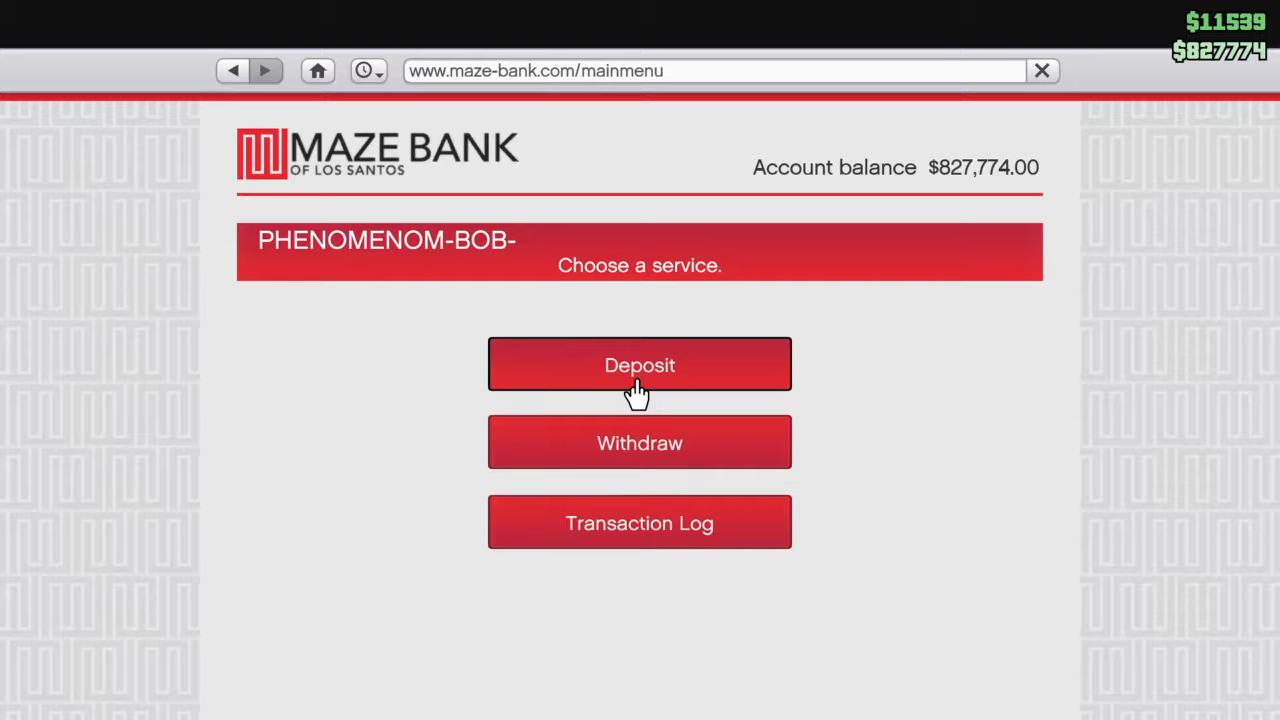 $11539
$827774
www.maze-bank.com/mainmenu
MAZE BANK
OF LOS SANTOS
Account balance $827,774.00
PHENOMENOM-BOB-
Choose a service.
Deposit
Withdraw
Transaction Log